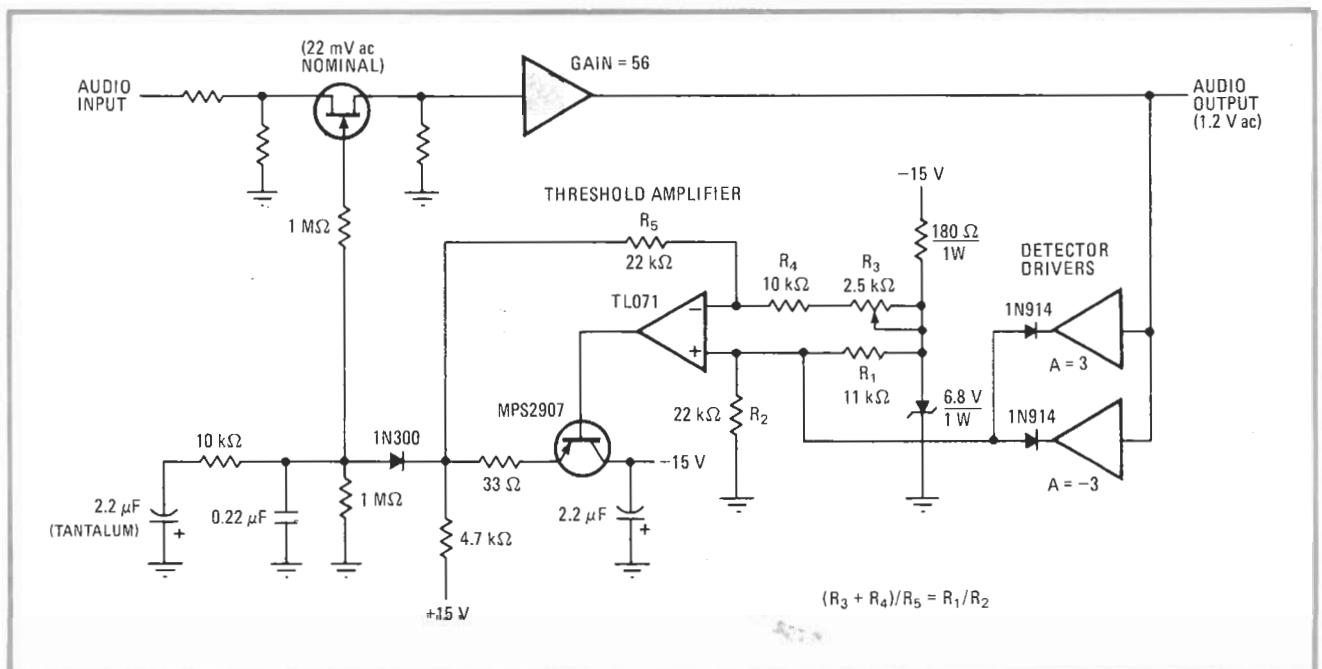 (22 mV ac
NOMINAL)
GAIN = 56
AUDIO
INPUT
AUDIO
OUTPUT
(1.2 V ac)
−15 V
THRESHOLD AMPLIFIER
1 MΩ
R5
22 kΩ
180 Ω
1W
DETECTOR
DRIVERS
R4
10 kΩ
R3
2.5 kΩ
TL071
−
+
1N914
A = 3
R1
11 kΩ
MPS2907
22 kΩ
R2
6.8 V
1 W
1N914
10 kΩ
1N300
33 Ω
−15 V
A = −3
2.2 µF
(TANTALUM)
+
0.22 µF
1 MΩ
4.7 kΩ
2.2 µF
+
+15 V
(R3 + R4)/R5 = R1/R2